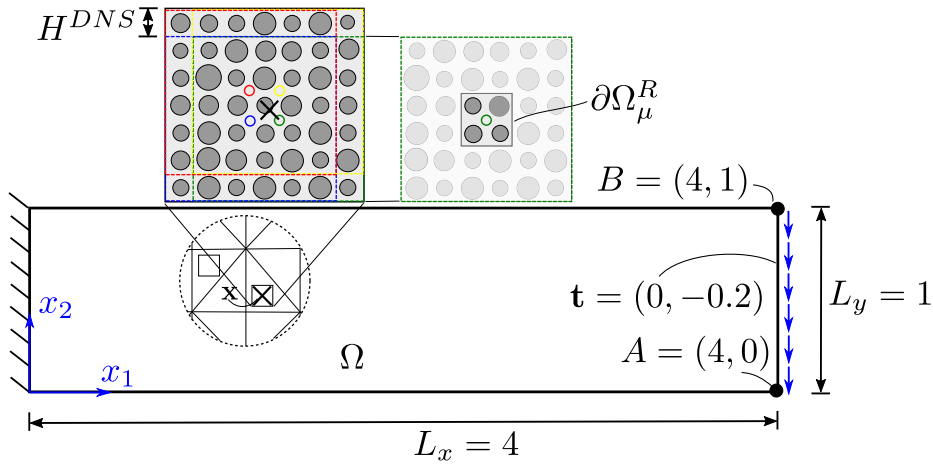 H^{DNS}
∂Ω_μ^R
B = (4, 1)
x
t = (0, −0.2)
L_y = 1
x_2
A = (4, 0)
Ω
x_1
L_x = 4